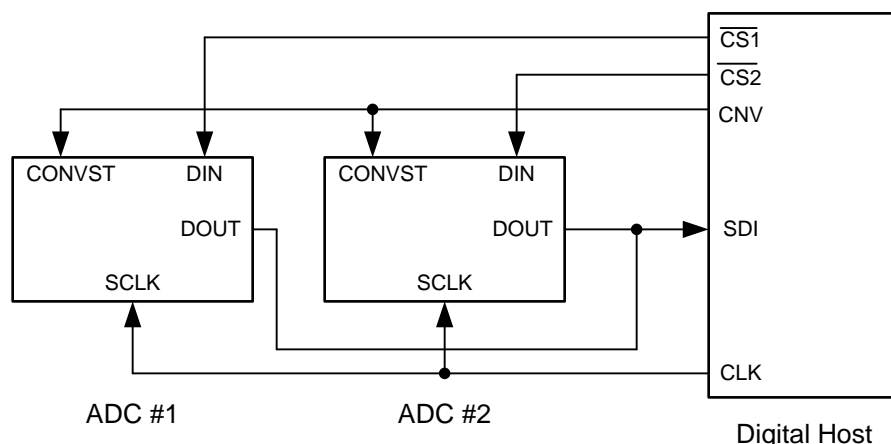 CS1
CS2
CNV
CONVST
DIN
CONVST
DIN
DOUT
DOUT
SDI
SCLK
SCLK
CLK
ADC #1
ADC #2
Digital Host